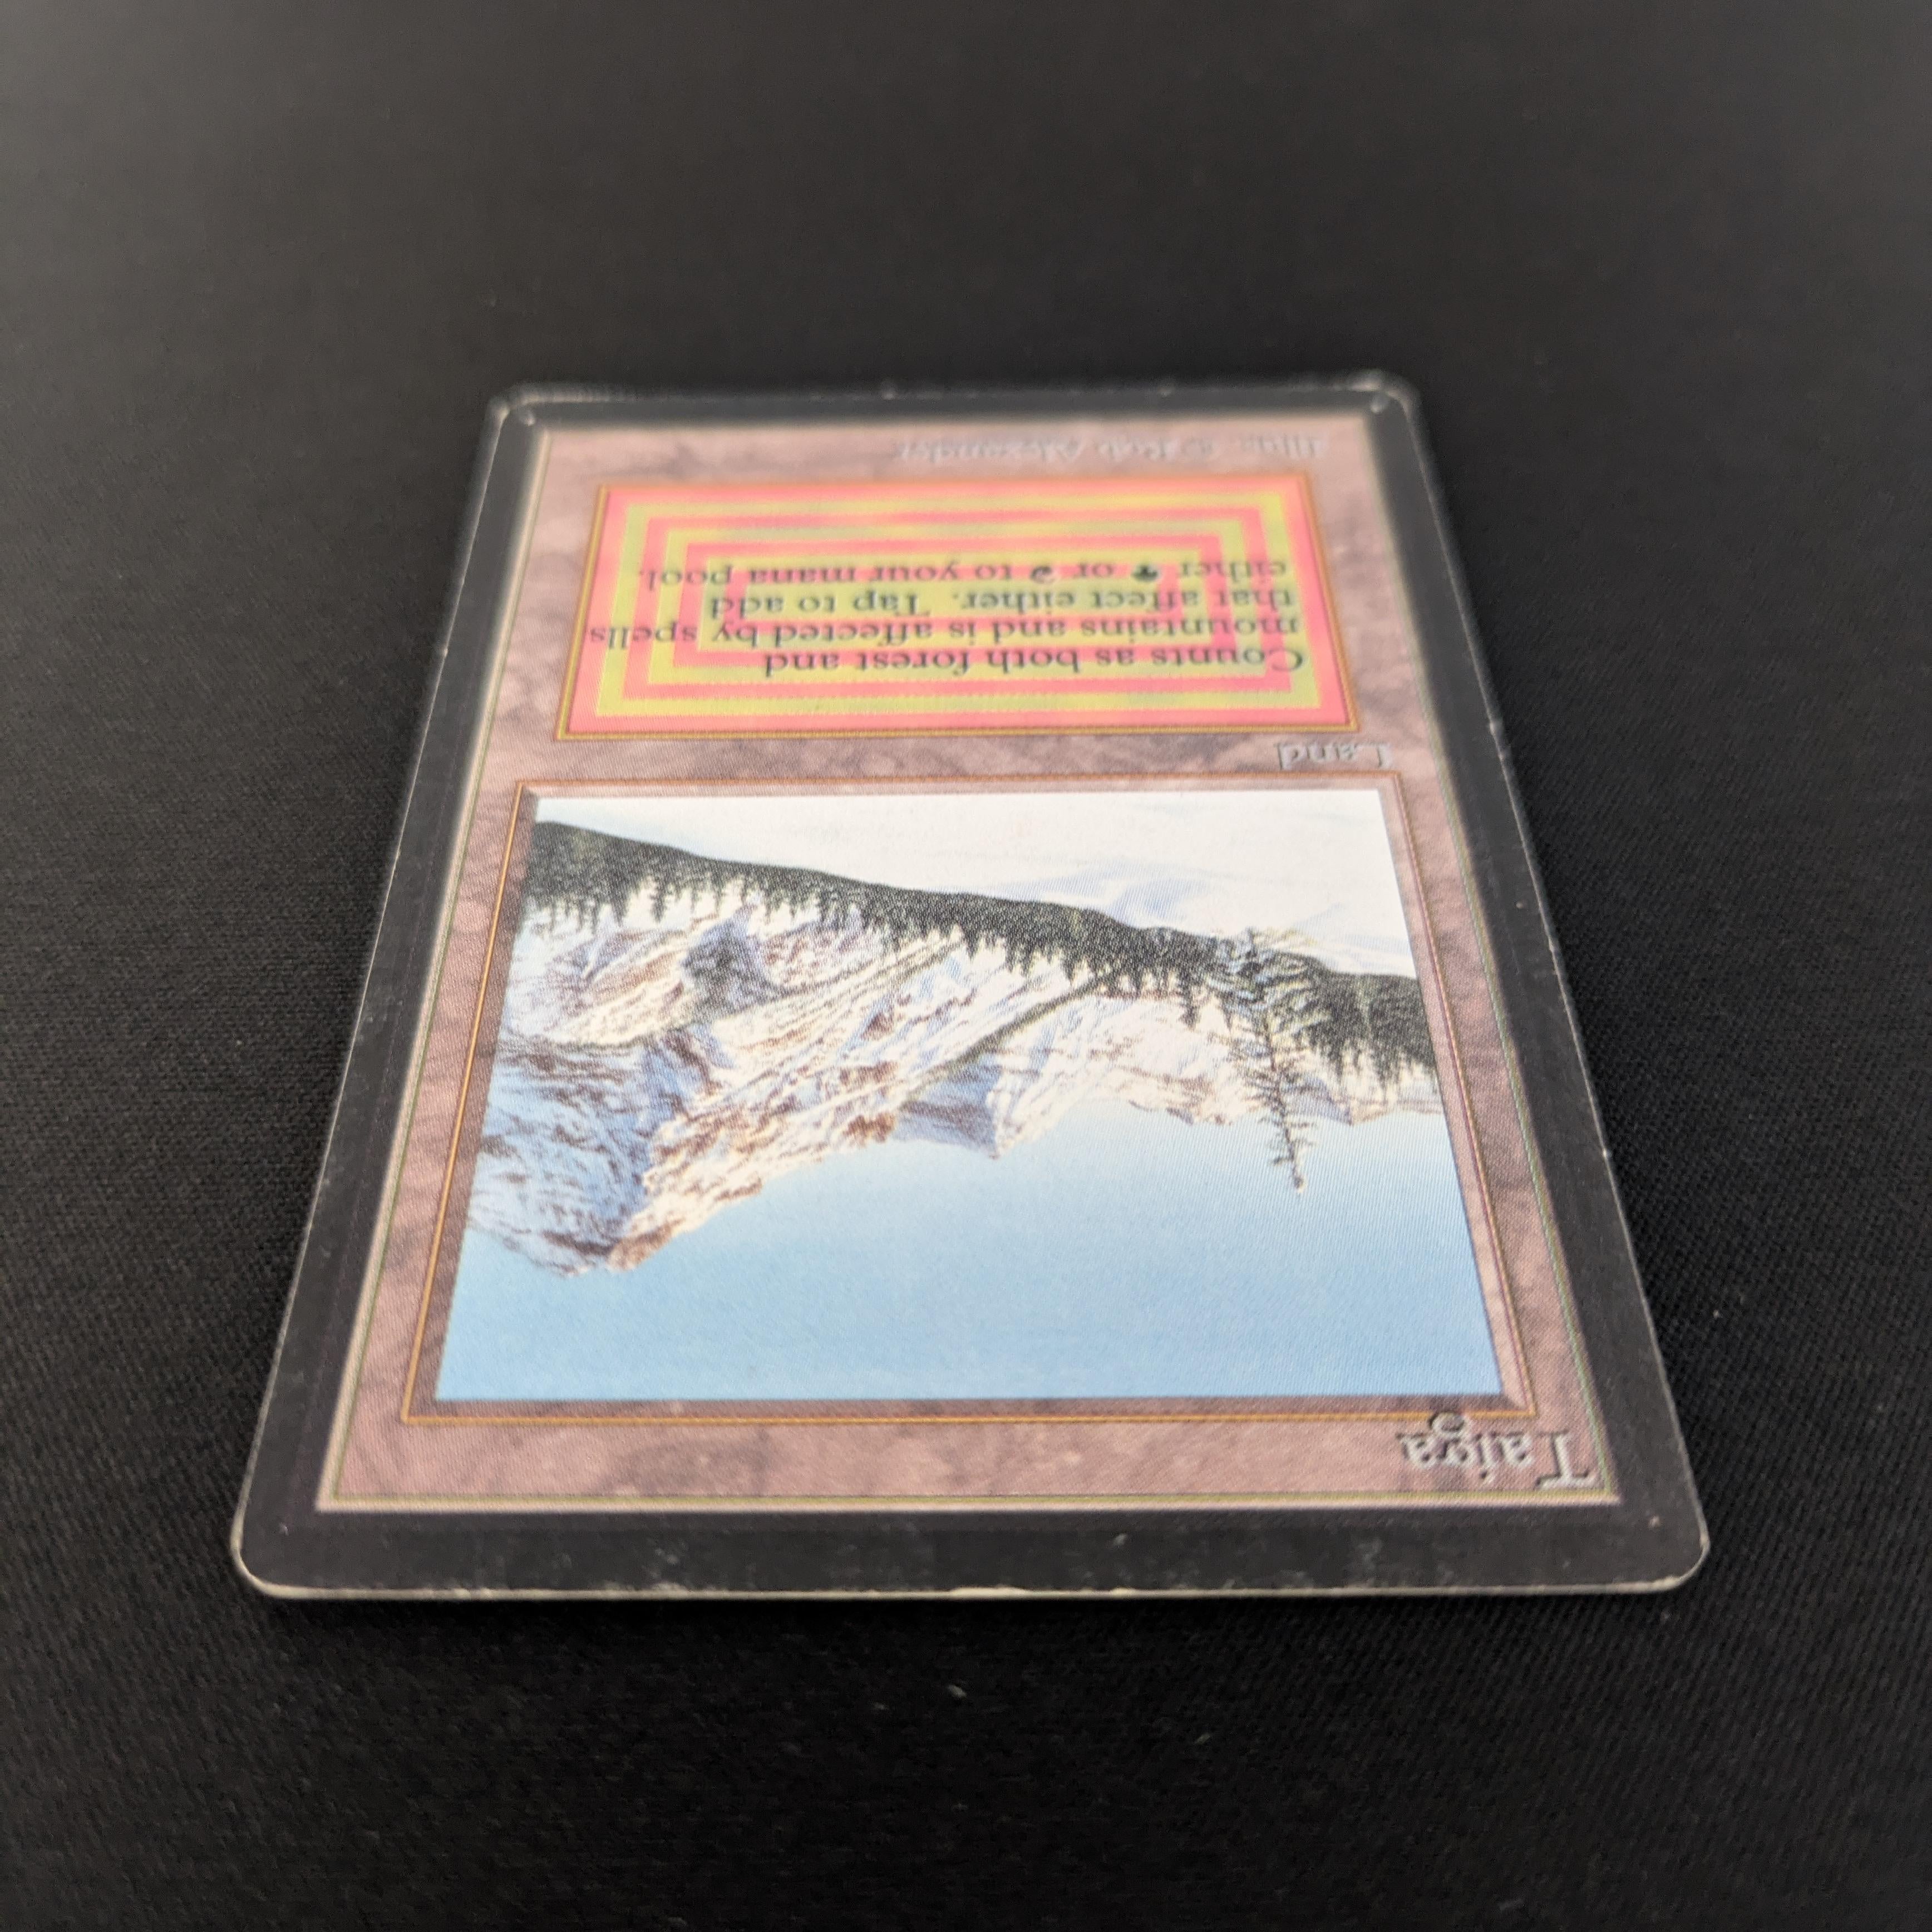 Taiga
Land
Counts as both forest and
mountains and is affected by spells
that affect either. Tap to add
either or to your mana pool.
Illus. © Rob Alexander